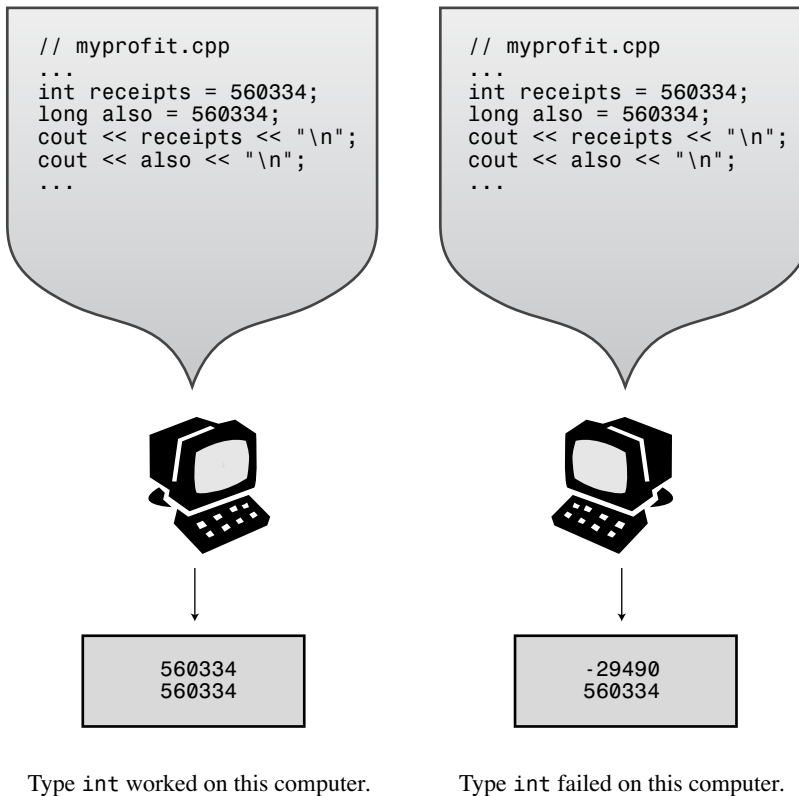 // myprofit.cpp
...
int receipts = 560334;
long also = 560334;
cout << receipts << "\n";
cout << also << "\n";
...
560334
560334
Type int worked on this computer.
// myprofit.cpp
...
int receipts = 560334;
long also = 560334;
cout << receipts << "\n";
cout << also << "\n";
...
-29490
560334
Type int failed on this computer.